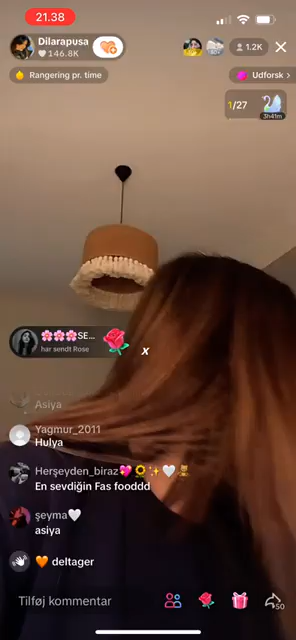 21.38
Dilarapusa
146.8K
1.2K
Rangering pr. time
Udforsk >
1/27
3h41m
🌸🌸🌸SE...
har sendt Rose
x
Asiya
Yagmur_2011
Hulya
Herşeyden_biraz💖🌻✨🤍
En sevdiğin Fas fooddd
şeyma🤍
asiya
🧡 deltager
Tilføj kommentar
50